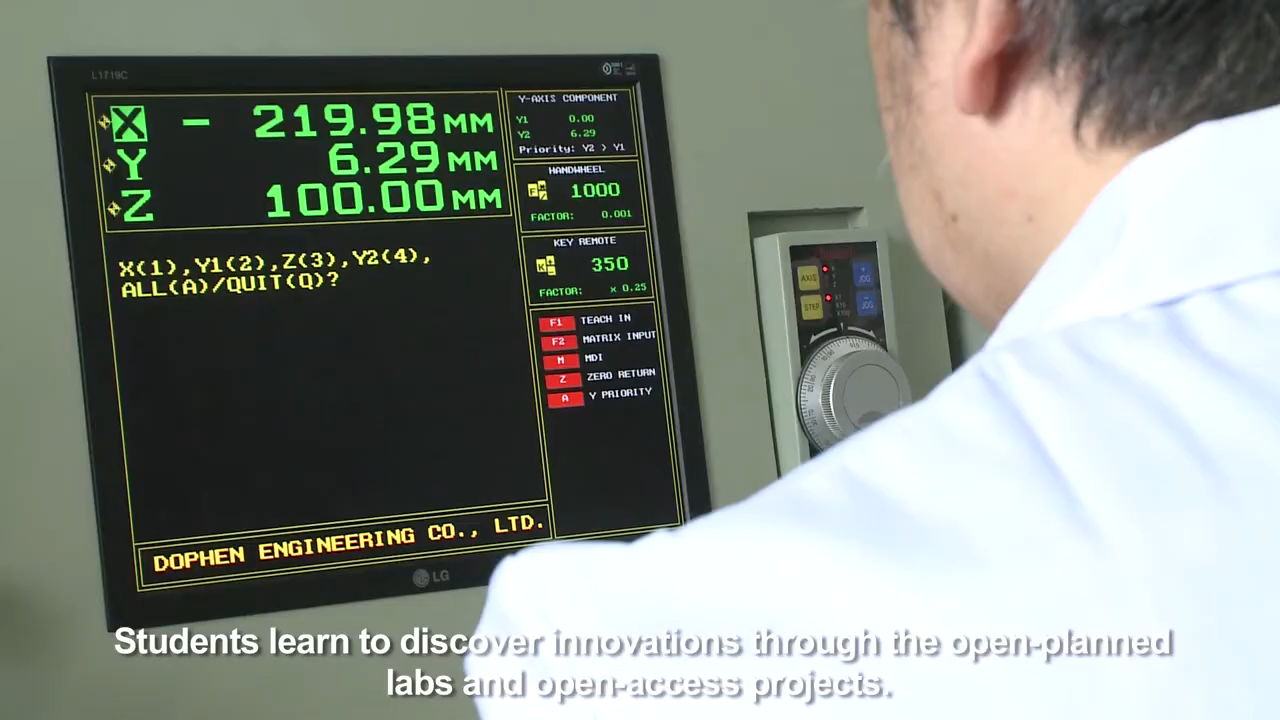 L1719C
X - 219.98 MM
Y 6.29 MM
Z 100.00 MM
Y-AXIS COMPONENT
Y1 0.00
Y2 6.29
Priority: Y2 > Y1
HANDWHEEL
1000
FACTOR: 0.001
KEY REMOTE
350
FACTOR: x 0.25
X(1),Y1(2),Z(3),Y2(4),
ALL(A)/QUIT(Q)?
F1 TEACH IN
F2 MATRIX INPUT
M MDI
Z ZERO RETURN
A Y PRIORITY
DOPHEN ENGINEERING CO., LTD.
LG
AXIS
+ JOG
STEP
- JOG
X1
X10
X100
Students learn to discover innovations through the open-planned
labs and open-access projects.